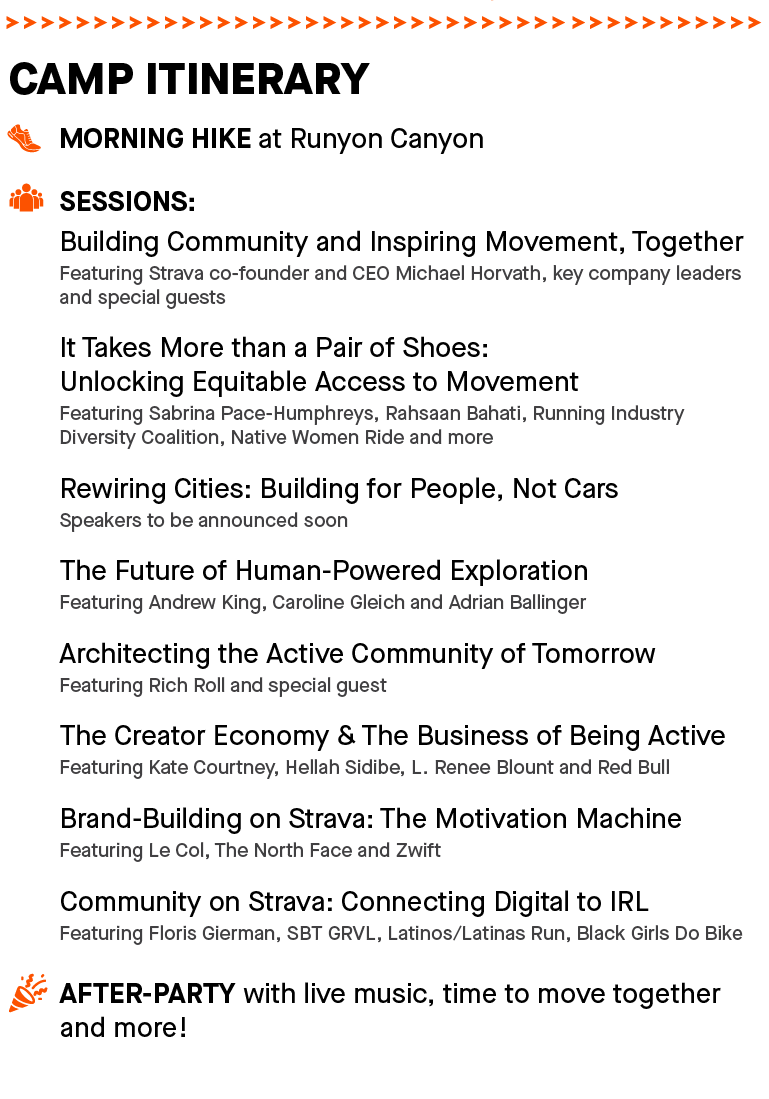 CAMP ITINERARY
MORNING HIKE at Runyon Canyon
SESSIONS:
Building Community and Inspiring Movement, Together
Featuring Strava co-founder and CEO Michael Horvath, key company leaders
and special guests
It Takes More than a Pair of Shoes:
Unlocking Equitable Access to Movement
Featuring Sabrina Pace-Humphreys, Rahsaan Bahati, Running Industry
Diversity Coalition, Native Women Ride and more
Rewiring Cities: Building for People, Not Cars
Speakers to be announced soon
The Future of Human-Powered Exploration
Featuring Andrew King, Caroline Gleich and Adrian Ballinger
Architecting the Active Community of Tomorrow
Featuring Rich Roll and special guest
The Creator Economy & The Business of Being Active
Featuring Kate Courtney, Hellah Sidibe, L. Renee Blount and Red Bull
Brand-Building on Strava: The Motivation Machine
Featuring Le Col, The North Face and Zwift
Community on Strava: Connecting Digital to IRL
Featuring Floris Gierman, SBT GRVL, Latinos/Latinas Run, Black Girls Do Bike
AFTER-PARTY with live music, time to move together
and more!